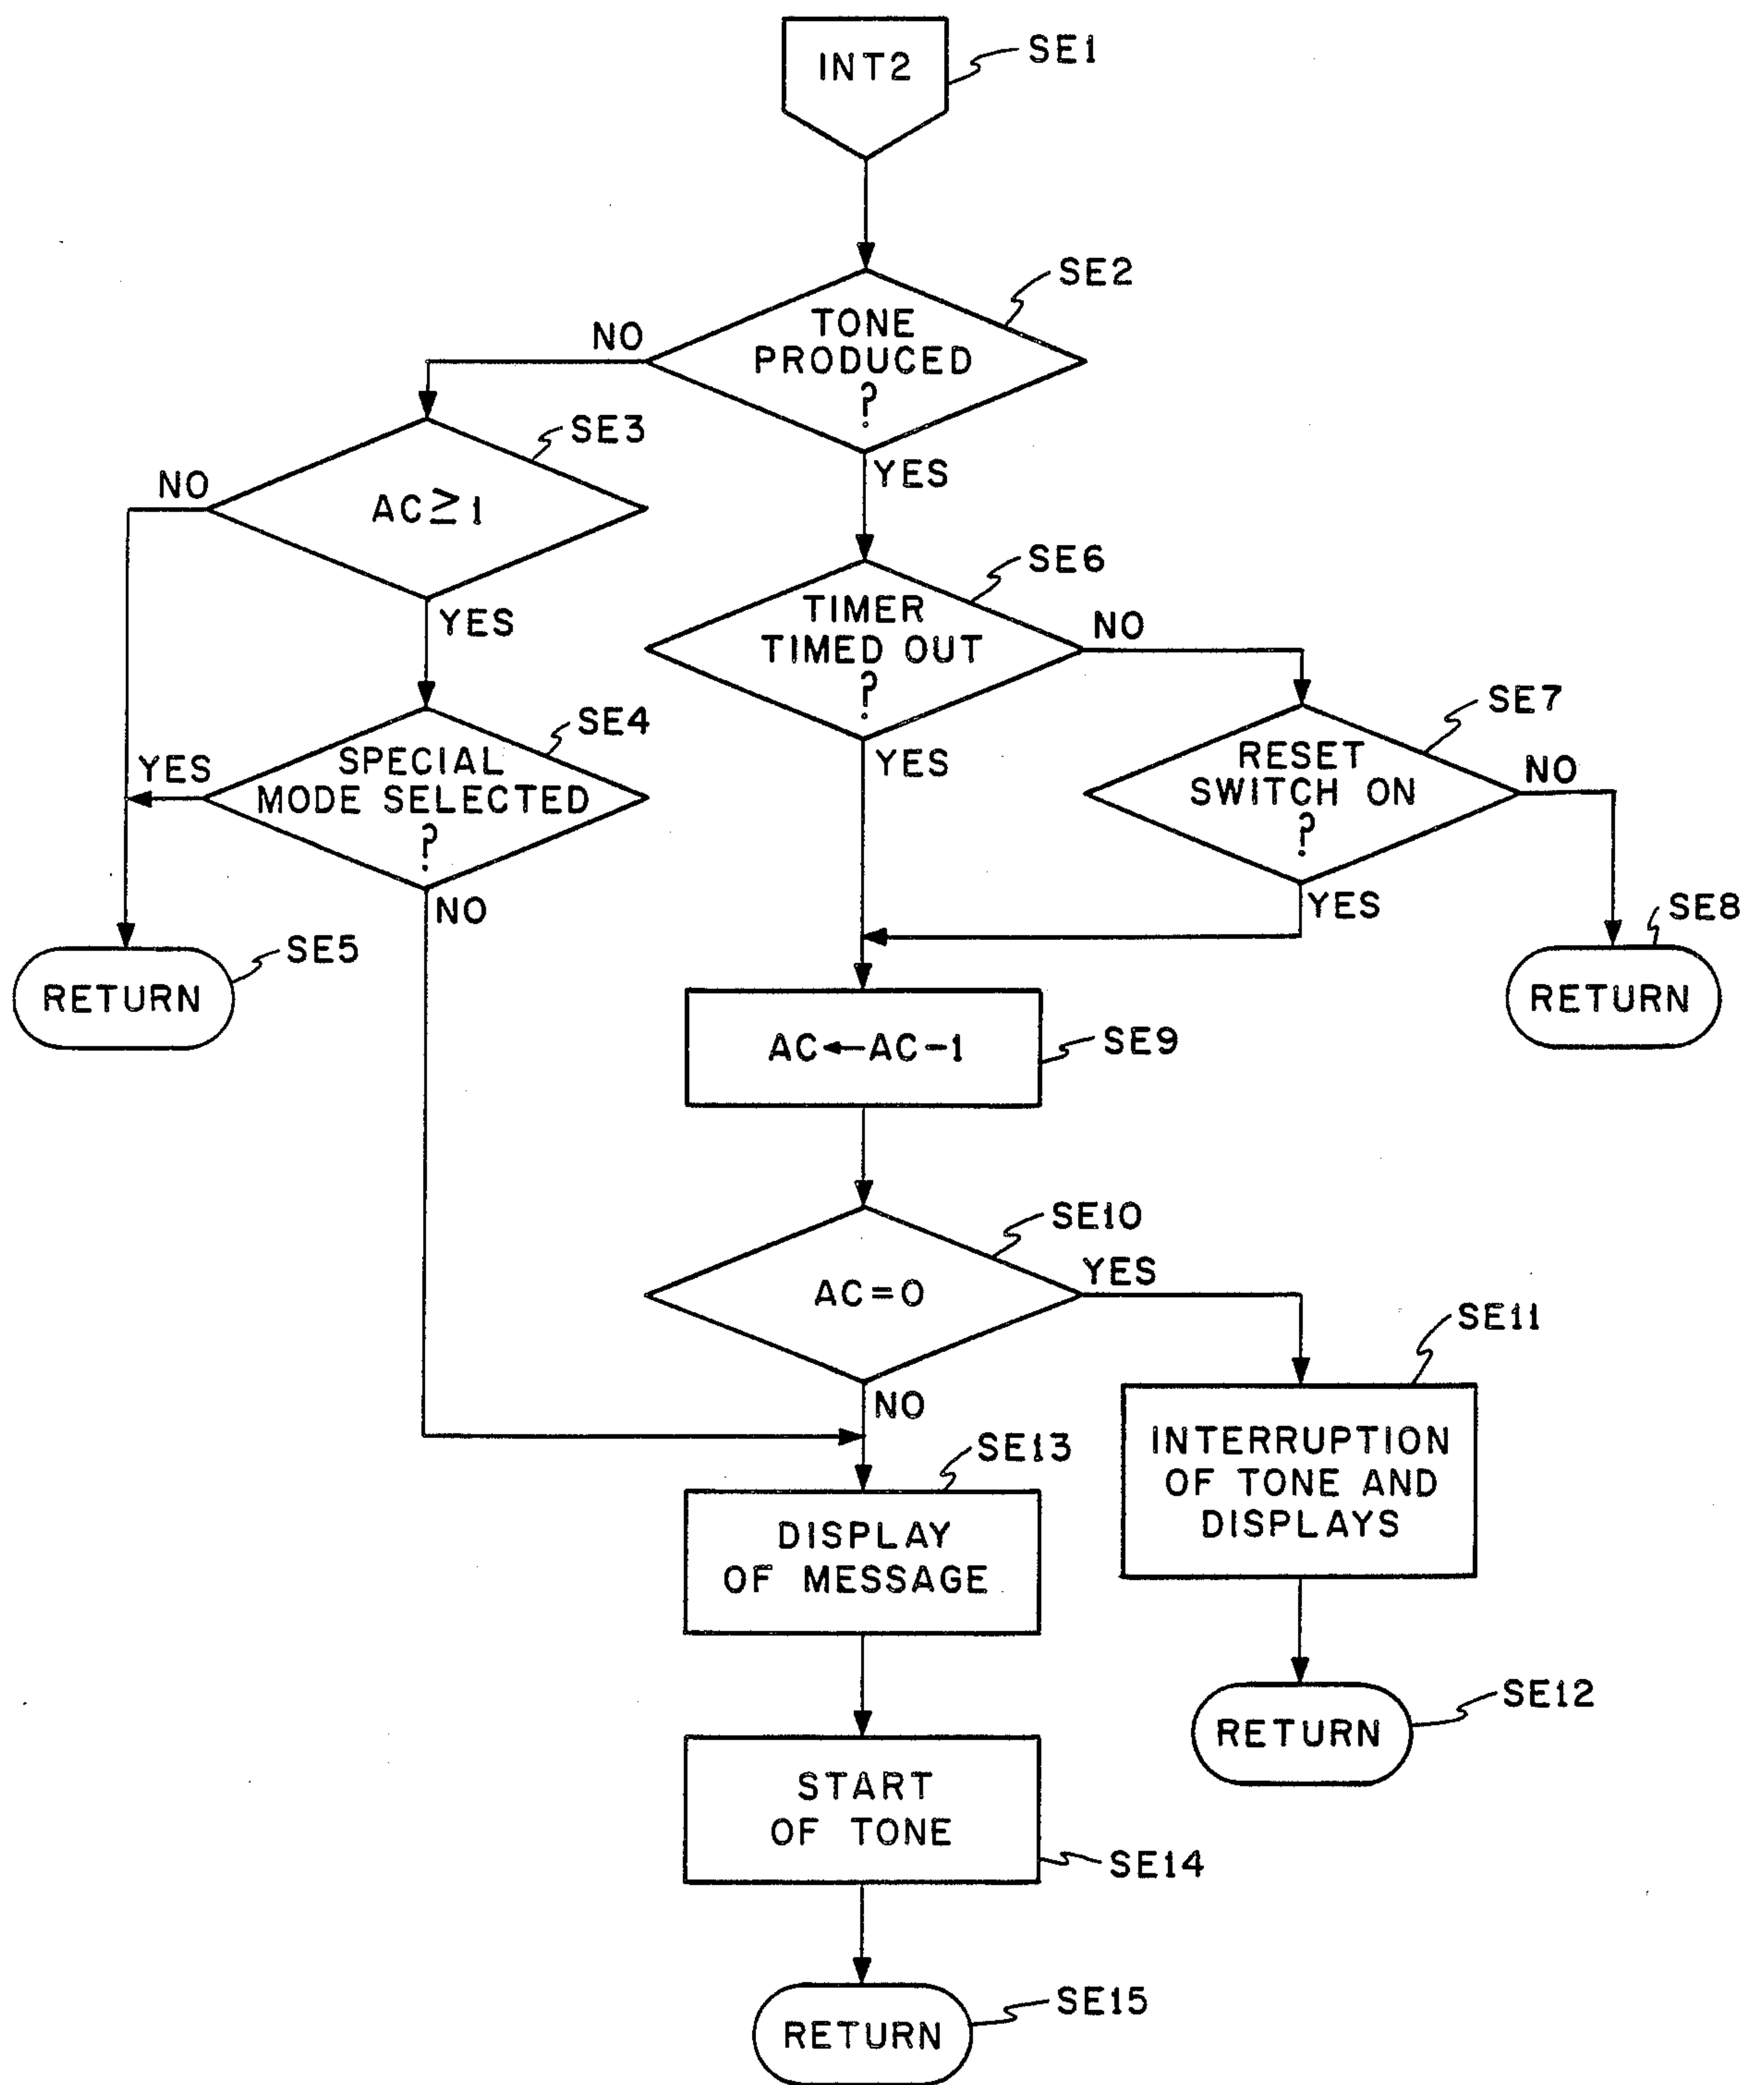 INT2
SE1
SE2
TONE
PRODUCED
?
NO
YES
SE3
AC≥1
NO
YES
SE6
TIMER
TIMED OUT
?
NO
YES
SE4
SPECIAL
MODE SELECTED
?
YES
NO
SE7
RESET
SWITCH ON
?
NO
YES
SE5
RETURN
SE8
RETURN
AC←AC-1
SE9
SE10
AC=0
YES
NO
SE11
INTERRUPTION
OF TONE AND
DISPLAYS
SE13
DISPLAY
OF MESSAGE
SE12
RETURN
START
OF TONE
SE14
SE15
RETURN